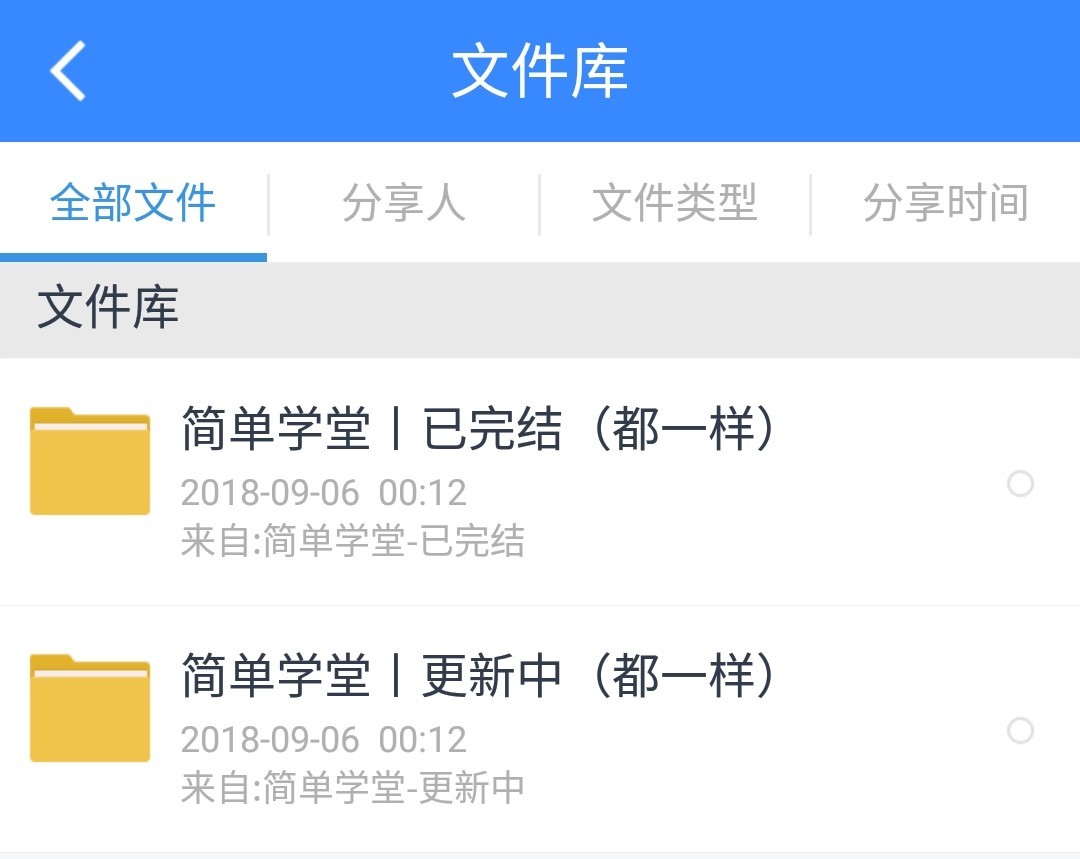 文件库
全部文件 分享人 文件类型 分享时间
文件库
简单学堂丨已完结（都一样）
2018-09-06 00:12
来自:简单学堂-已完结
简单学堂丨更新中（都一样）
2018-09-06 00:12
来自:简单学堂-更新中